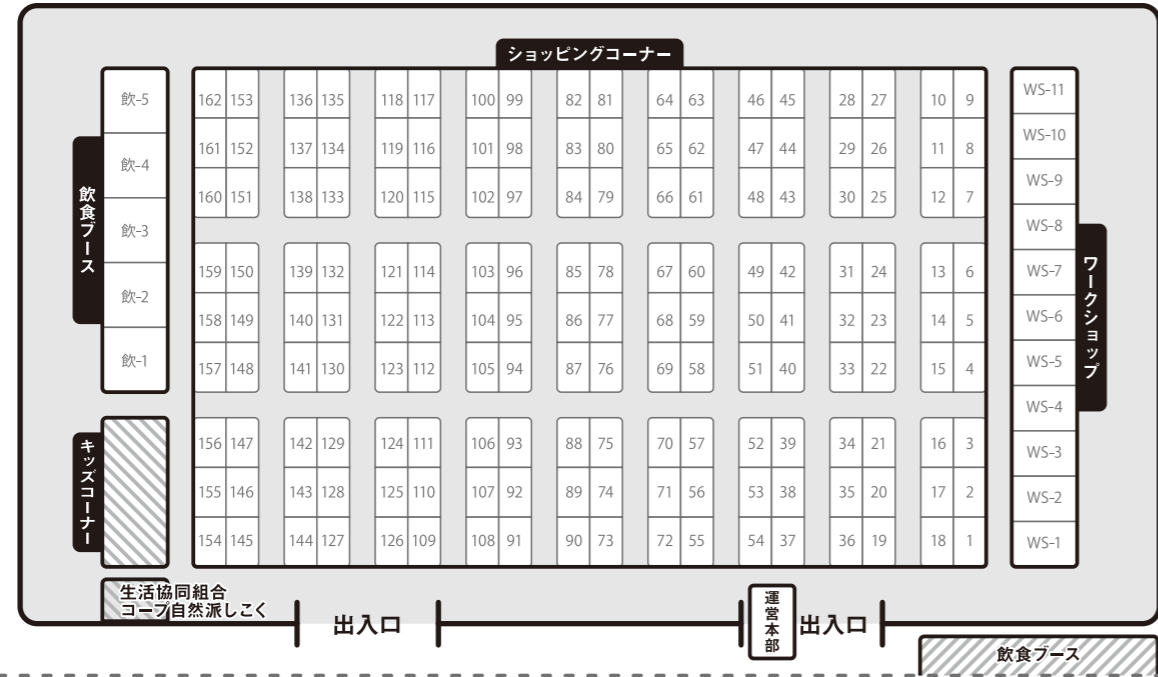 ショッピングコーナー
飲-5
162 153 136 135 118 117 100 99 82 81 64 63 46 45 28 27 10 9
WS-11
161 152 137 134 119 116 101 98 83 80 65 62 47 44 29 26 11 8
WS-10
飲-4
160 151 138 133 120 115 102 97 84 79 66 61 48 43 30 25 12 7
WS-9
飲食ブース
飲-3
WS-8
159 150 139 132 121 114 103 96 85 78 67 60 49 42 31 24 13 6
WS-7
ワークショップ
飲-2
158 149 140 131 122 113 104 95 86 77 68 59 50 41 32 23 14 5
WS-6
飲-1
157 148 141 130 123 112 105 94 87 76 69 58 51 40 33 22 15 4
WS-5
WS-4
キッズコーナー
156 147 142 129 124 111 106 93 88 75 70 57 52 39 34 21 16 3
WS-3
155 146 143 128 125 110 107 92 89 74 71 56 53 38 35 20 17 2
WS-2
154 145 144 127 126 109 108 91 90 73 72 55 54 37 36 19 18 1
WS-1
生活協同組合
コープ自然派しこく
出入口
運営本部
出入口
飲食ブース